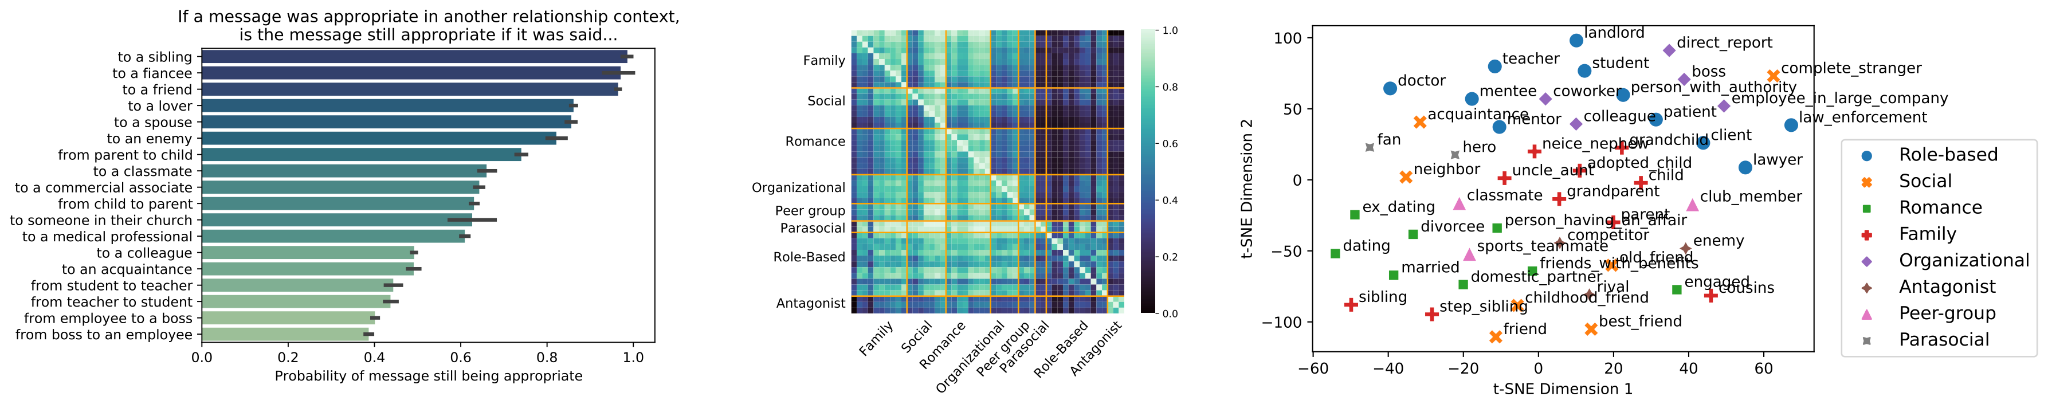 If a message was appropriate in another relationship context,
is the message still appropriate if it was said...
to a sibling
to a fiancee
to a friend
to a lover
to a spouse
to an enemy
from parent to child
to a classmate
to a commercial associate
from child to parent
to someone in their church
to a medical professional
to a colleague
to an acquaintance
from student to teacher
from teacher to student
from employee to a boss
from boss to an employee
0.0 0.2 0.4 0.6 0.8 1.0
Probability of message still being appropriate
Family
Social
Romance
Organizational
Peer group
Parasocial
Role-Based
Antagonist
Family Social Romance Organizational Peer group Parasocial Role-Based Antagonist
1.0
0.8
0.6
0.4
0.2
0.0
t-SNE Dimension 2
100
50
0
−50
−100
landlord
direct_report
teacher
student
boss
complete_stranger
doctor
person_with_authority
mentee
coworker
employee_in_large_company
acquaintance
mentor
colleague
patient
law_enforcement
fan
hero
neice_nephew
grandchild
client
neighbor
uncle_aunt
adopted_child
child
lawyer
classmate
grandparent
club_member
ex_dating
person_having_an_affair
parent
divorcee
competitor
enemy
dating
sports_teammate
old_friend
married
friends_with_benefits
domestic_partner
engaged
sibling
step_sibling
childhood_friend
rival
cousins
friend
best_friend
−60 −40 −20 0 20 40 60
t-SNE Dimension 1
Role-based
Social
Romance
Family
Organizational
Antagonist
Peer-group
Parasocial